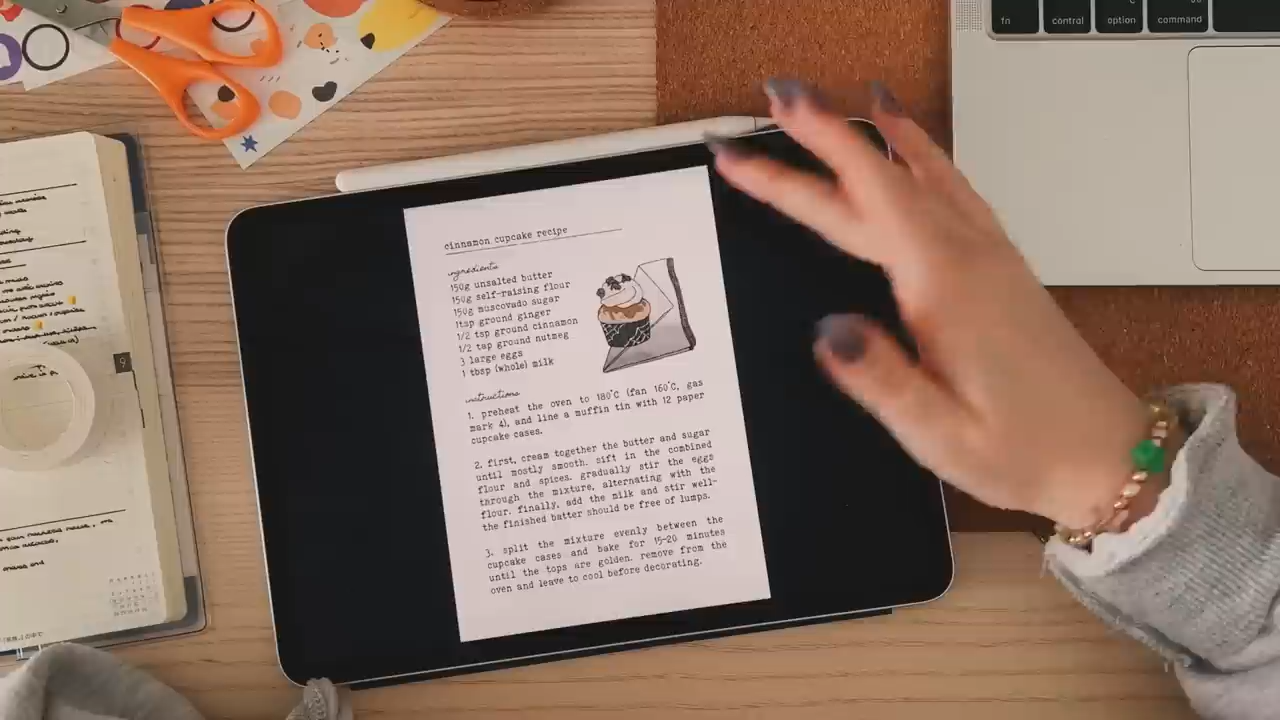 fn
control
option
command
cinnamon cupcake recipe
ingredients
150g unsalted butter
150g self-raising flour
150g muscovado sugar
1tsp ground ginger
1/2 tsp ground cinnamon
1/2 tsp ground nutmeg
3 large eggs
1 tbsp (whole) milk
instructions
1. preheat the oven to 180°C (fan 160°C, gas
mark 4), and line a muffin tin with 12 paper
cupcake cases.
2. first, cream together the butter and sugar
until mostly smooth. sift in the combined
flour and spices. gradually stir the eggs
through the mixture, alternating with the
flour. finally, add the milk and stir well-
the finished batter should be free of lumps.
3. split the mixture evenly between the
cupcake cases and bake for 15-20 minutes
until the tops are golden. remove from the
oven and leave to cool before decorating.
9